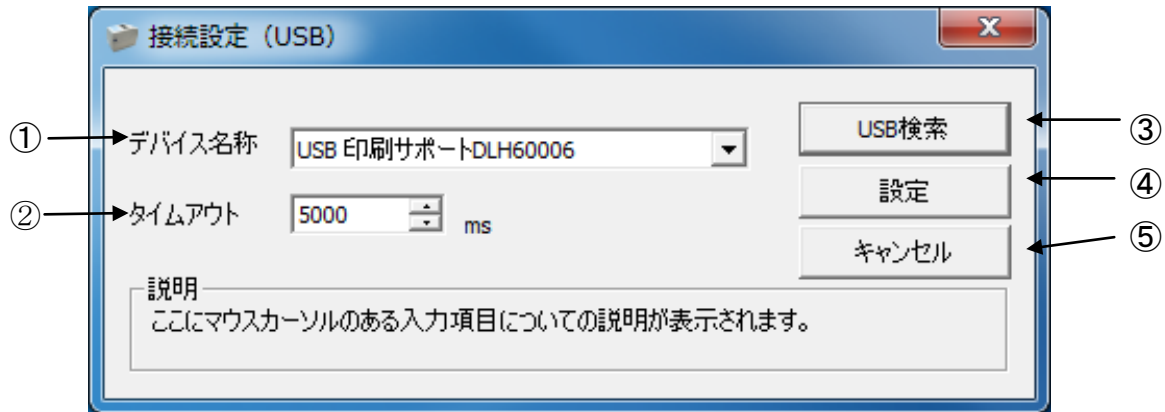 接続設定（USB）
① デバイス名称 USB 印刷サポートDLH60006 USB検索 ③
設定 ④
② タイムアウト 5000 ms
キャンセル ⑤
説明
ここにマウスカーソルのある入力項目についての説明が表示されます。